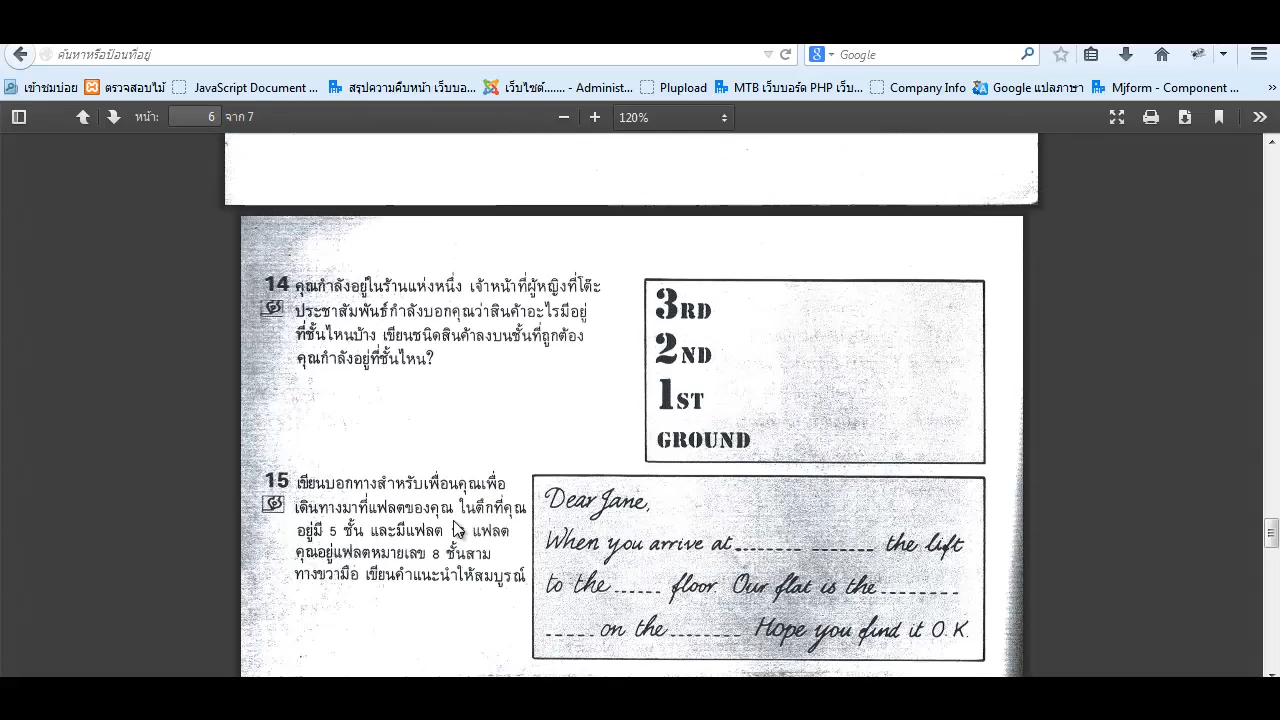 ค้นหาหรือป้อนที่อยู่
Google
เข้าชมบ่อย ตรวจสอบไม้ JavaScript Document ... สรุปความคืบหน้า เว็บบอ... เว็บไซต์....... - Administ... Plupload MTB เว็บบอร์ด PHP เว็บ... Company Info Google แปลภาษา Mjform - Component ...
หน้า: 6 จาก 7 120%
14 คุณกำลังอยู่ในร้านแห่งหนึ่ง เจ้าหน้าที่ผู้หญิงที่โต๊ะ
ประชาสัมพันธ์กำลังบอกคุณว่าสินค้าอะไรมีอยู่
ที่ชั้นไหนบ้าง เขียนชนิดสินค้าลงบนชั้นที่ถูกต้อง
คุณกำลังอยู่ที่ชั้นไหน?
3RD
2ND
1ST
GROUND
15 เขียนบอกทางสำหรับเพื่อนคุณเพื่อ
เดินทางมาที่แฟลตของคุณ ในตึกที่คุณ
อยู่มี 5 ชั้น และมีแฟลต แฟลต
คุณอยู่แฟลตหมายเลข 8 ชั้นสาม
ทางขวามือ เขียนคำแนะนำให้สมบูรณ์
Dear Jane,
When you arrive at ........ ........ the lift
to the ...... floor. Our flat is the .........
...... on the ........ Hope you find it O.K.